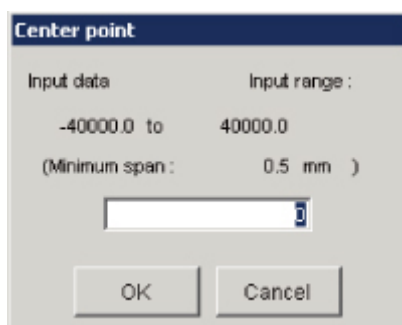 Center point
Input data Input range :
-40000.0 to 40000.0
(Minimum span : 0.5 mm )
0
OK Cancel